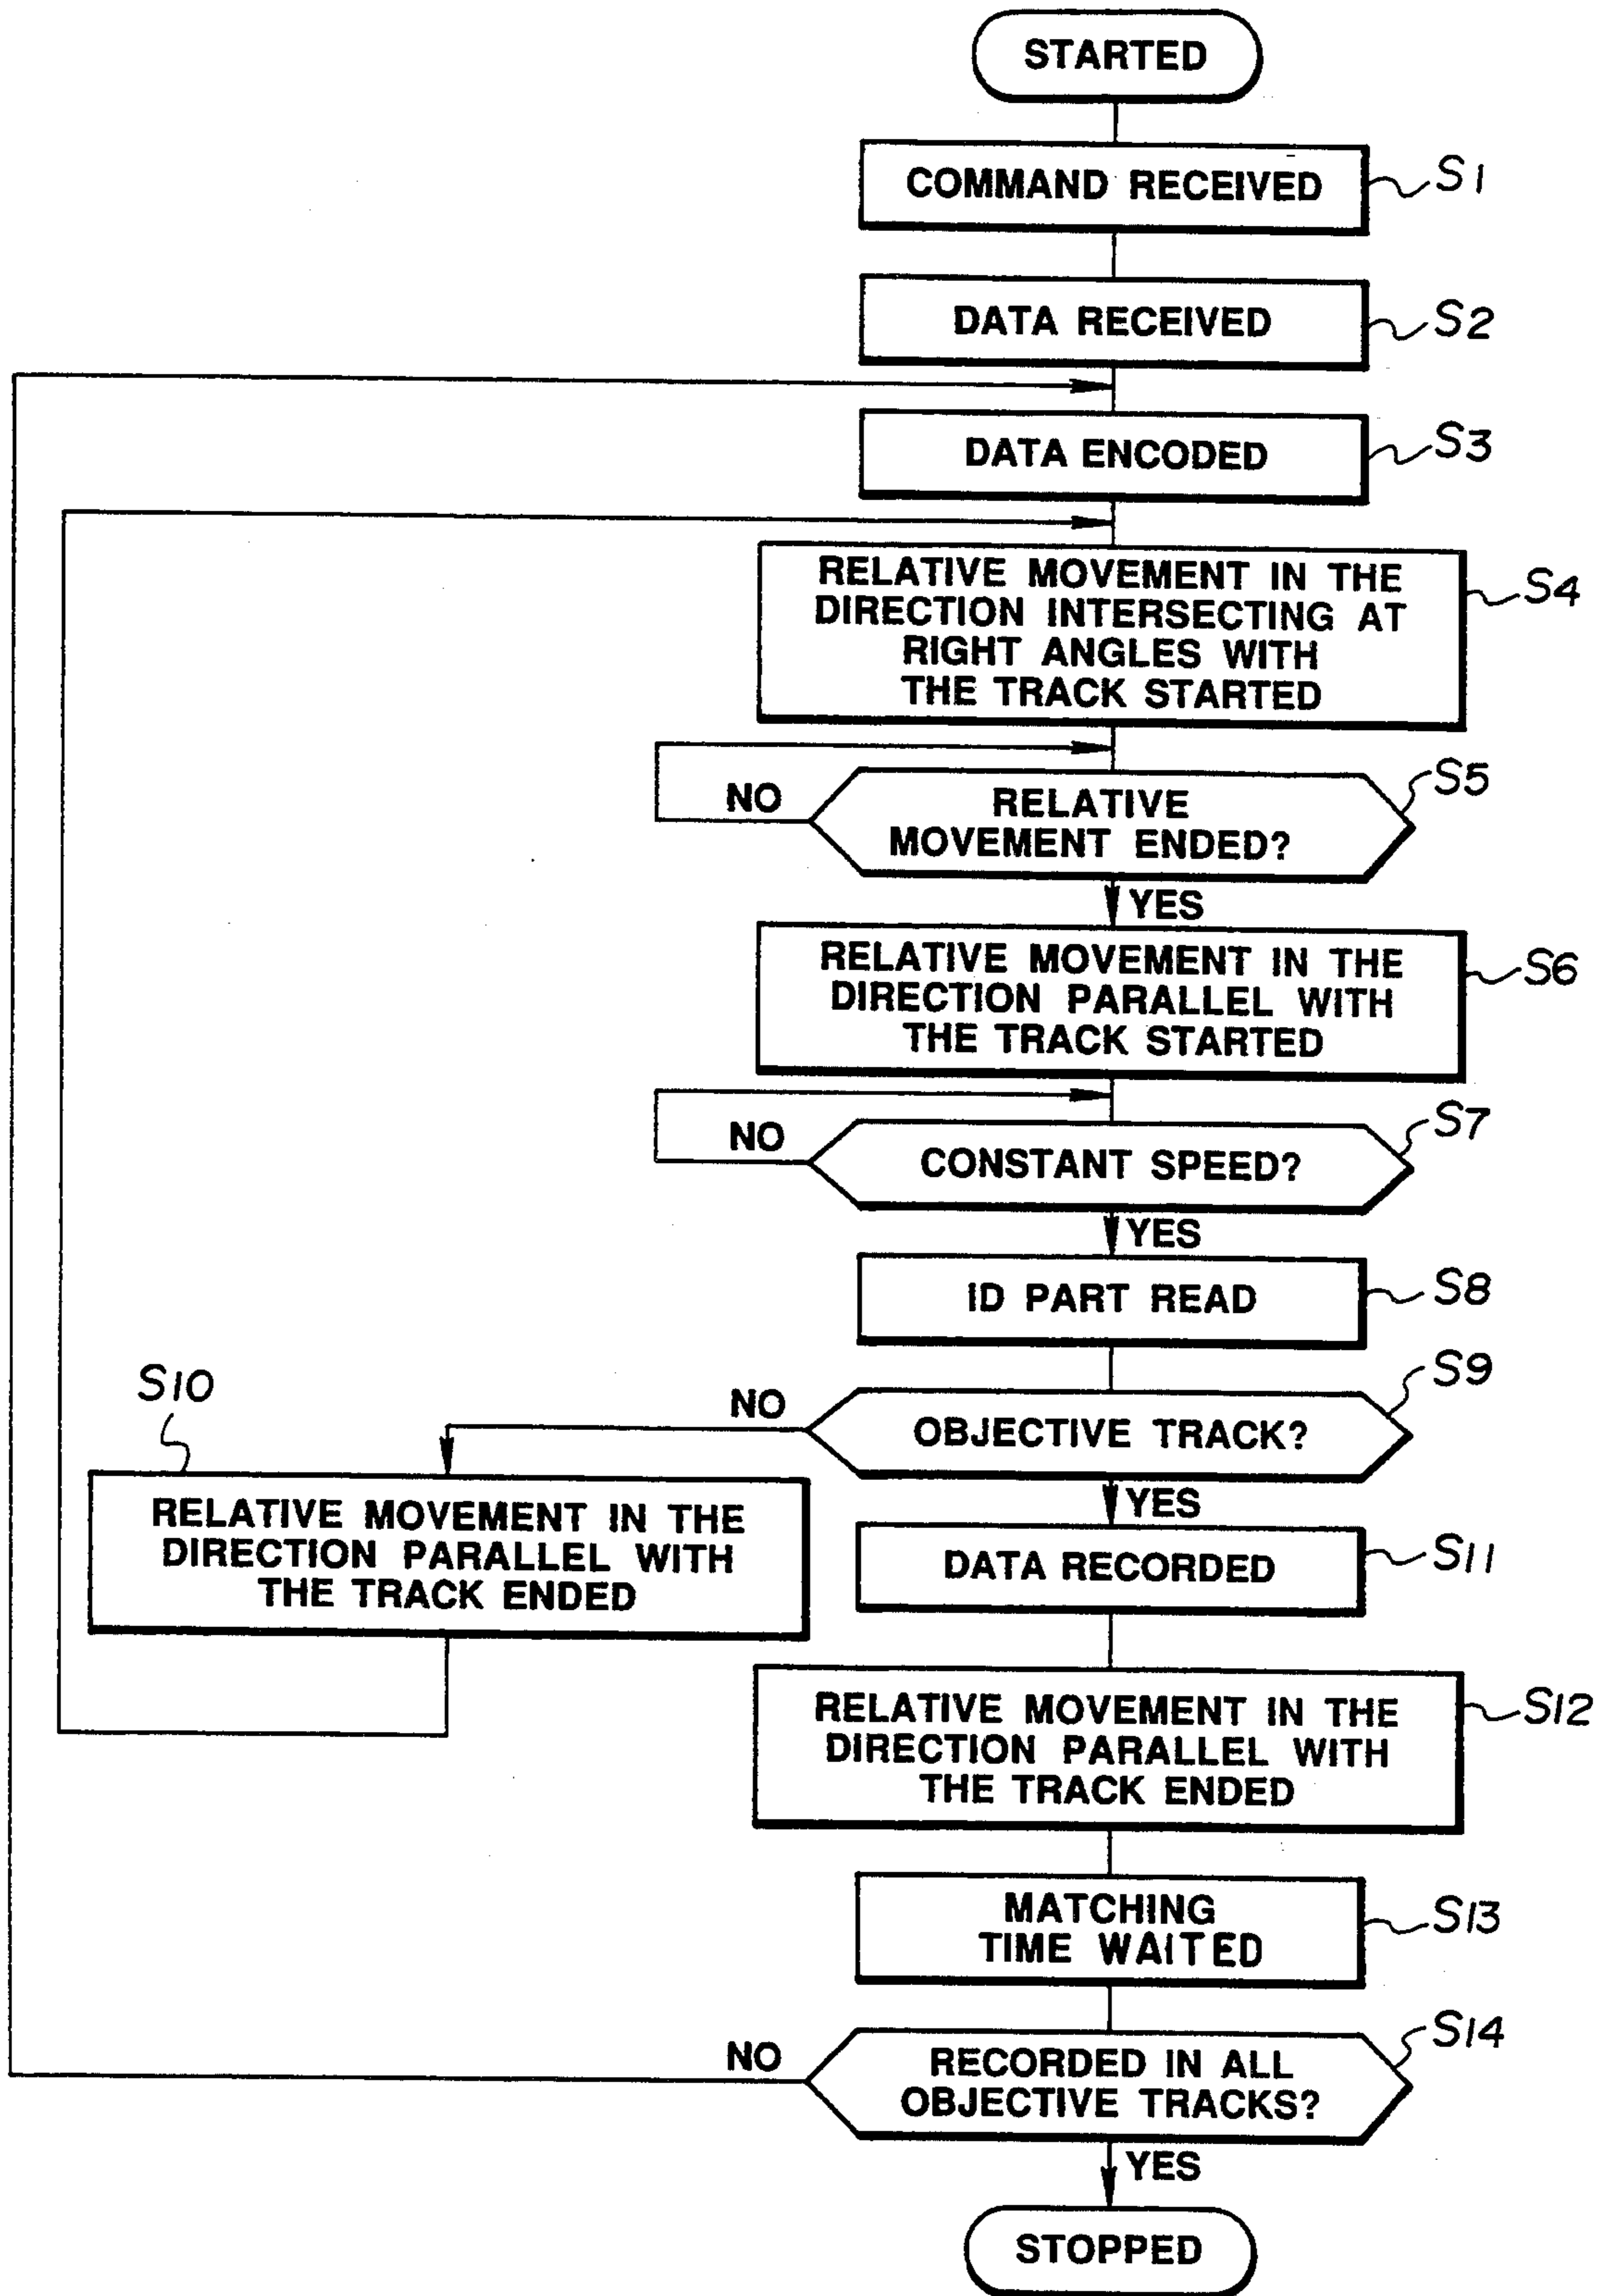 STARTED
COMMAND RECEIVED
S1
DATA RECEIVED
S2
DATA ENCODED
S3
RELATIVE MOVEMENT IN THE
DIRECTION INTERSECTING AT
RIGHT ANGLES WITH
THE TRACK STARTED
S4
NO
RELATIVE
MOVEMENT ENDED?
S5
YES
RELATIVE MOVEMENT IN THE
DIRECTION PARALLEL WITH
THE TRACK STARTED
S6
NO
CONSTANT SPEED?
S7
YES
ID PART READ
S8
NO
OBJECTIVE TRACK?
S9
S10
RELATIVE MOVEMENT IN THE
DIRECTION PARALLEL WITH
THE TRACK ENDED
YES
DATA RECORDED
S11
RELATIVE MOVEMENT IN THE
DIRECTION PARALLEL WITH
THE TRACK ENDED
S12
MATCHING
TIME WAITED
S13
NO
RECORDED IN ALL
OBJECTIVE TRACKS?
S14
YES
STOPPED